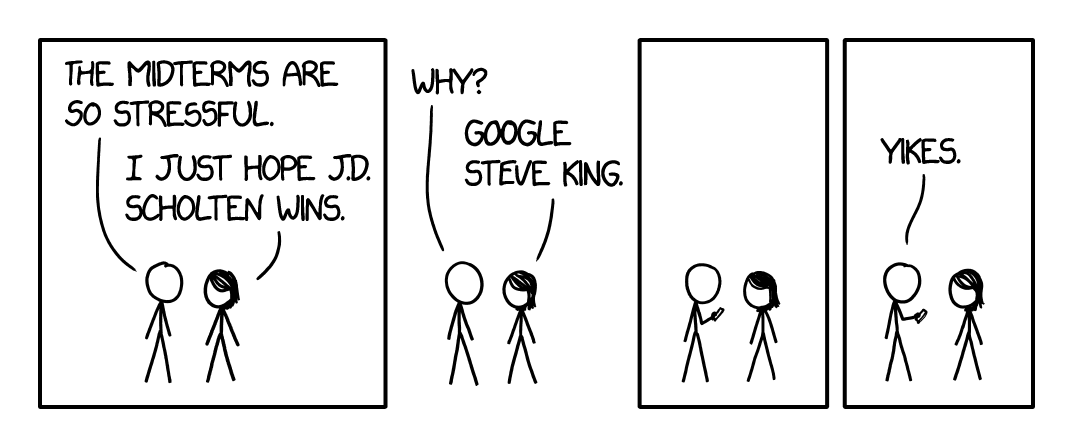 THE MIDTERMS ARE
SO STRESSFUL.
I JUST HOPE J.D.
SCHOLTEN WINS.
WHY?
GOOGLE
STEVE KING.
YIKES.